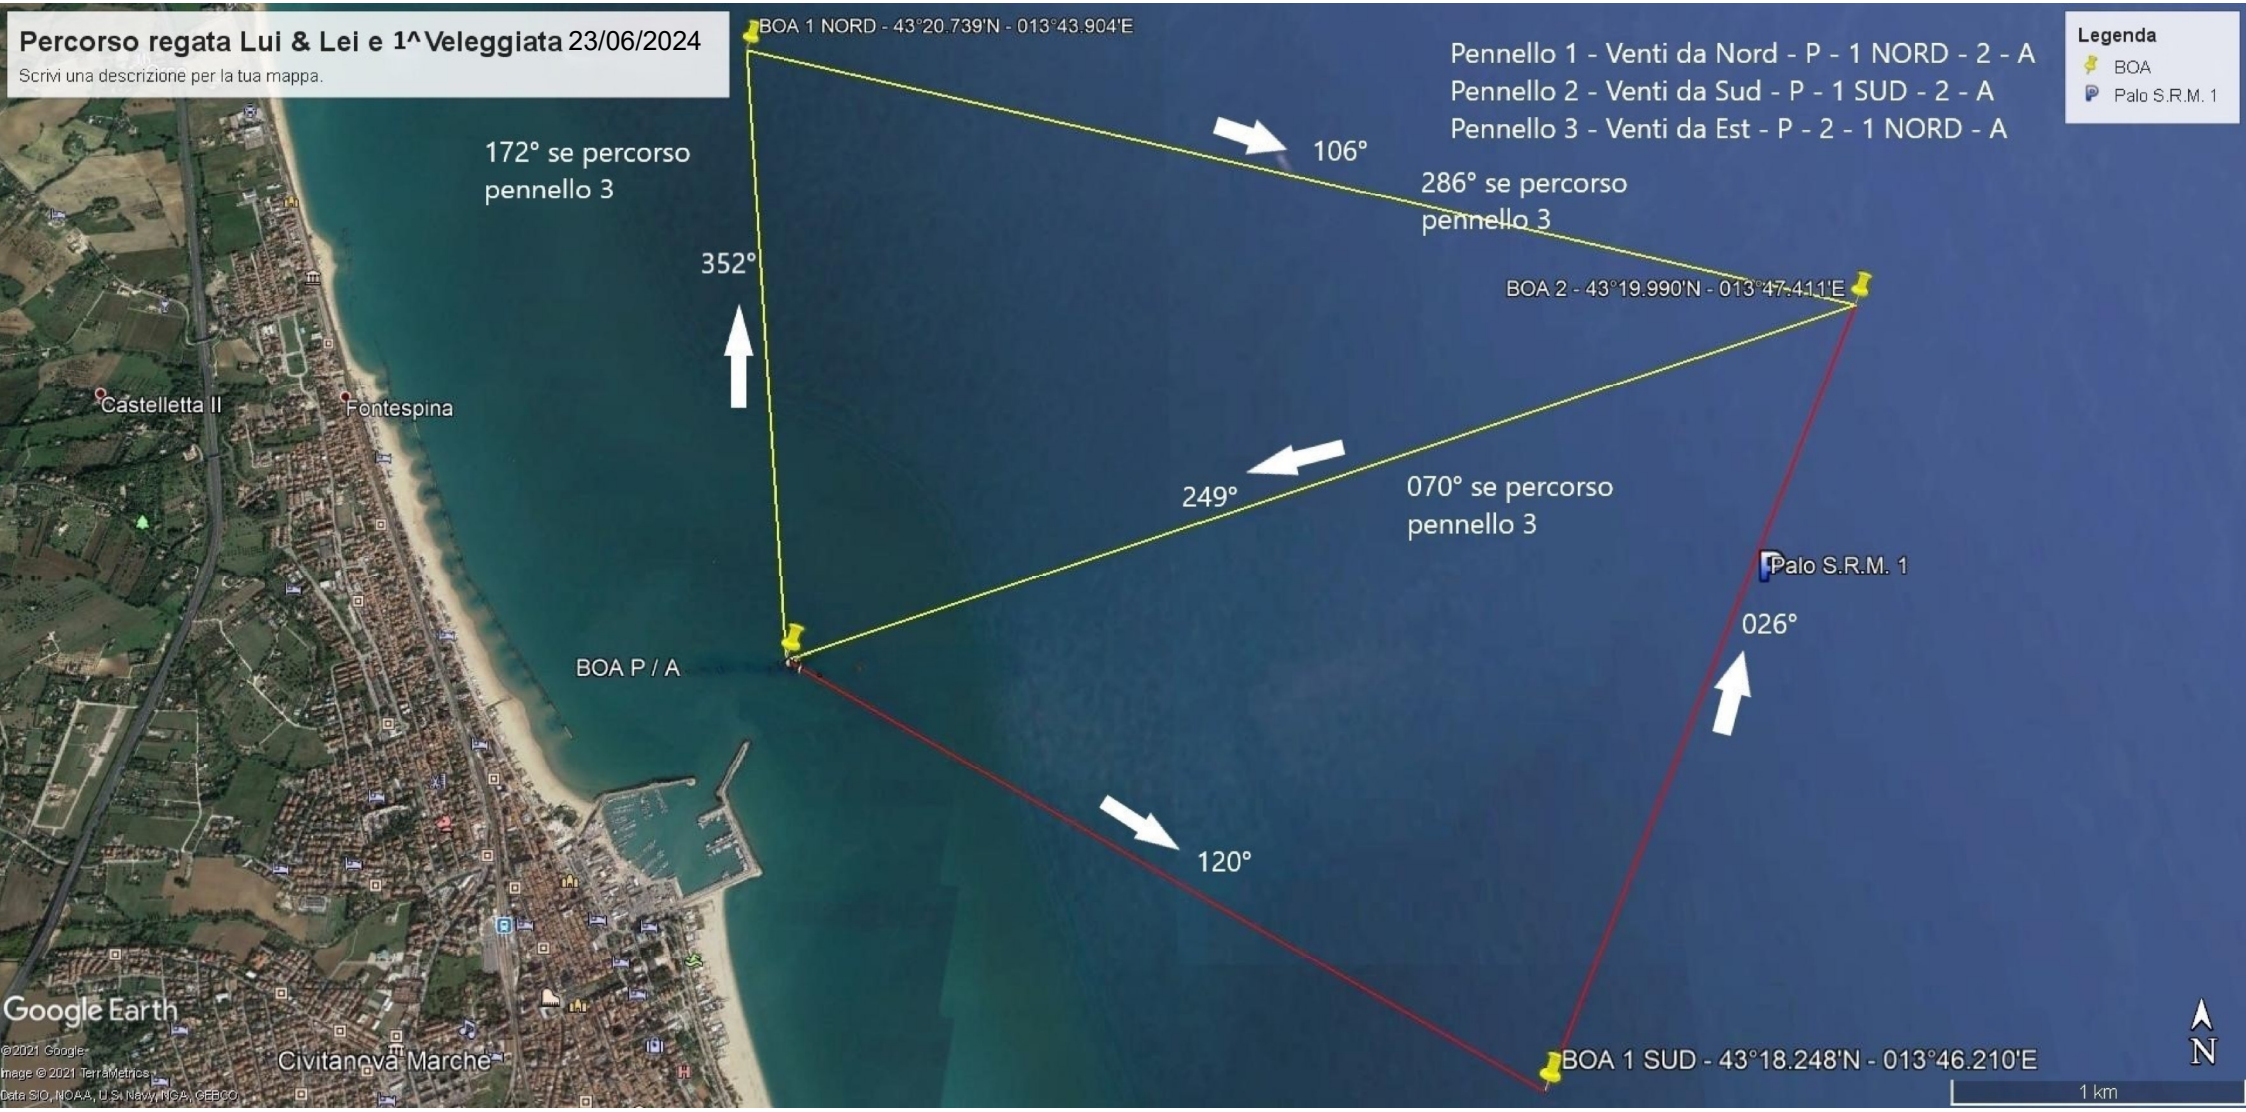 Percorso regata Lui & Lei e 1^ Veleggiata 23/06/2024
Scrivi una descrizione per la tua mappa.
BOA 1 NORD - 43°20.739'N - 013°43.904'E
Pennello 1 - Venti da Nord - P - 1 NORD - 2 - A
Pennello 2 - Venti da Sud - P - 1 SUD - 2 - A
Pennello 3 - Venti da Est - P - 2 - 1 NORD - A
Legenda
BOA
Palo S.R.M. 1
172° se percorso
pennello 3
106°
286° se percorso
pennello 3
352°
BOA 2 - 43°19.990'N - 013°47.411'E
Castelletta II
Fontespina
249°
070° se percorso
pennello 3
Palo S.R.M. 1
026°
BOA P / A
120°
Google Earth
©2021 Google
Image © 2021 TerraMetrics
Data SIO, NOAA, U.S. Navy, NGA, GEBCO
Civitanova Marche
BOA 1 SUD - 43°18.248'N - 013°46.210'E
N
1 km